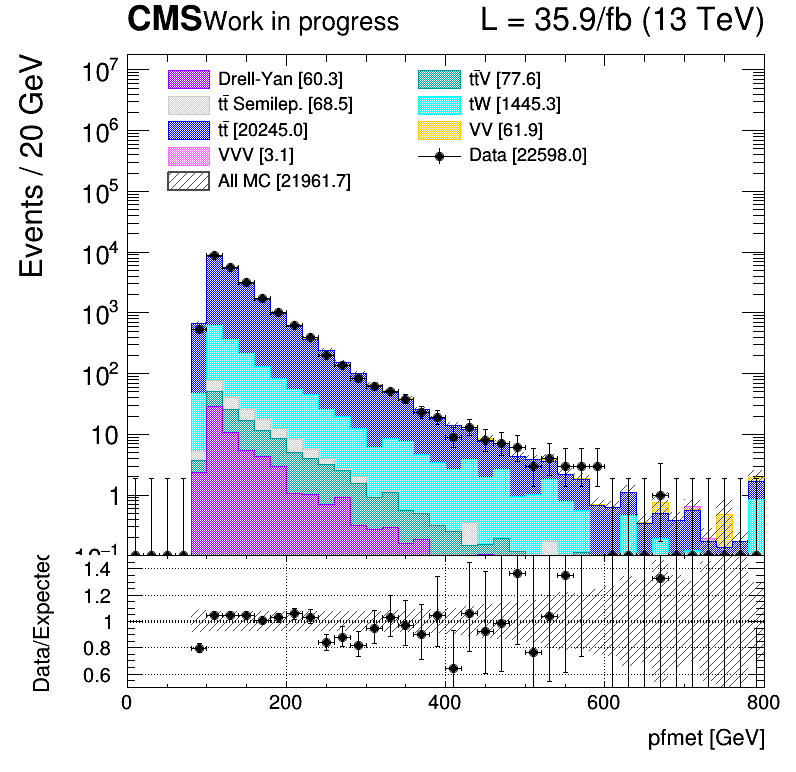 CMS Work in progress L = 35.9/fb (13 TeV)
Events / 20 GeV
10⁷
10⁶
10⁵
10⁴
10³
10²
10
1
10⁻¹
Drell-Yan [60.3]
tt̄ Semilep. [68.5]
tt̄ [20245.0]
VVV [3.1]
All MC [21961.7]
tt̄V [77.6]
tW [1445.3]
VV [61.9]
Data [22598.0]
Data/Expected
1.4
1.2
1
0.8
0.6
0 200 400 600 800
pfmet [GeV]